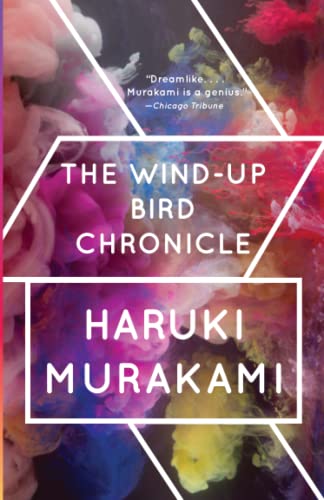 “Dreamlike. . . .
Murakami is a genius.”
—Chicago Tribune
THE WIND-UP
BIRD
CHRONICLE
HARUKI
MURAKAMI